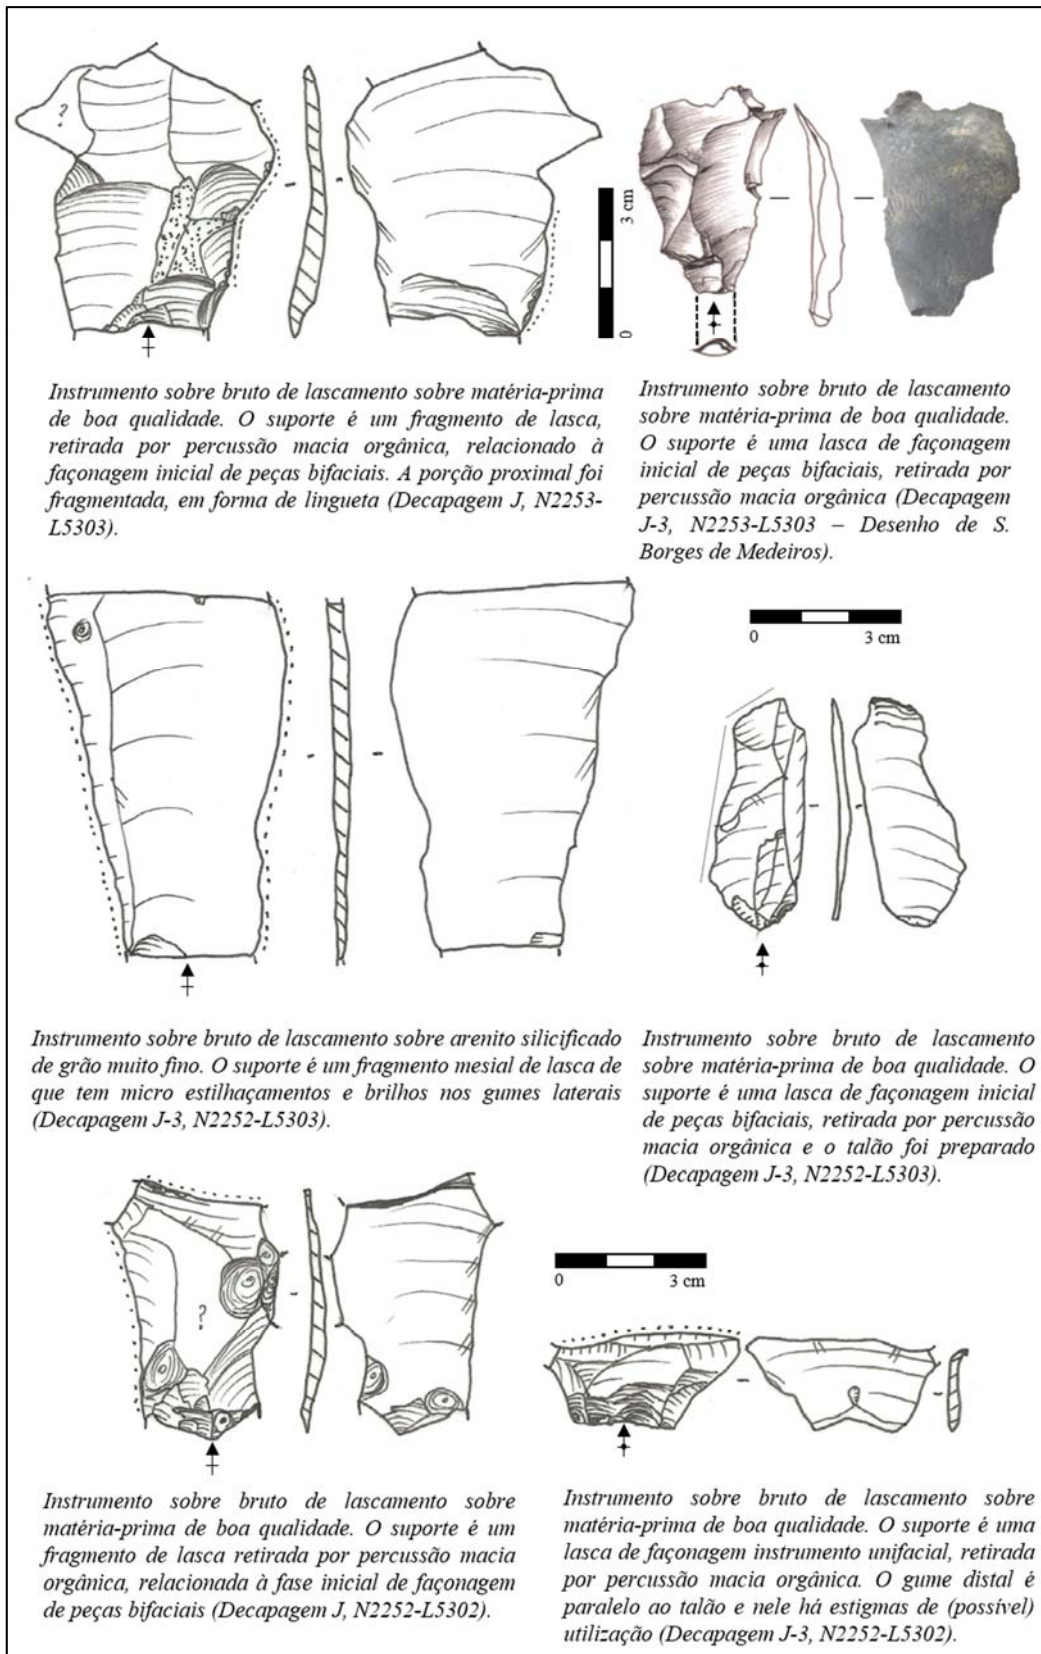 ?
3 cm
0
Instrumento sobre bruto de lascamento sobre matéria-prima
de boa qualidade. O suporte é um fragmento de lasca,
retirada por percussão macia orgânica, relacionado à
façonagem inicial de peças bifaciais. A porção proximal foi
fragmentada, em forma de lingueta (Decapagem J, N2253-
L5303).
Instrumento sobre bruto de lascamento
sobre matéria-prima de boa qualidade.
O suporte é uma lasca de façonagem
inicial de peças bifaciais, retirada por
percussão macia orgânica (Decapagem
J-3, N2253-L5303 – Desenho de S.
Borges de Medeiros).
0 3 cm
Instrumento sobre bruto de lascamento sobre arenito silicificado
de grão muito fino. O suporte é um fragmento mesial de lasca de
que tem micro estilhaçamentos e brilhos nos gumes laterais
(Decapagem J-3, N2252-L5303).
Instrumento sobre bruto de lascamento
sobre matéria-prima de boa qualidade. O
suporte é uma lasca de façonagem inicial
de peças bifaciais, retirada por percussão
macia orgânica e o talão foi preparado
(Decapagem J-3, N2252-L5303).
?
0 3 cm
Instrumento sobre bruto de lascamento sobre
matéria-prima de boa qualidade. O suporte é um
fragmento de lasca retirada por percussão macia
orgânica, relacionada à fase inicial de façonagem
de peças bifaciais (Decapagem J, N2252-L5302).
Instrumento sobre bruto de lascamento sobre
matéria-prima de boa qualidade. O suporte é uma
lasca de façonagem instrumento unifacial, retirada
por percussão macia orgânica. O gume distal é
paralelo ao talão e nele há estigmas de (possível)
utilização (Decapagem J-3, N2252-L5302).